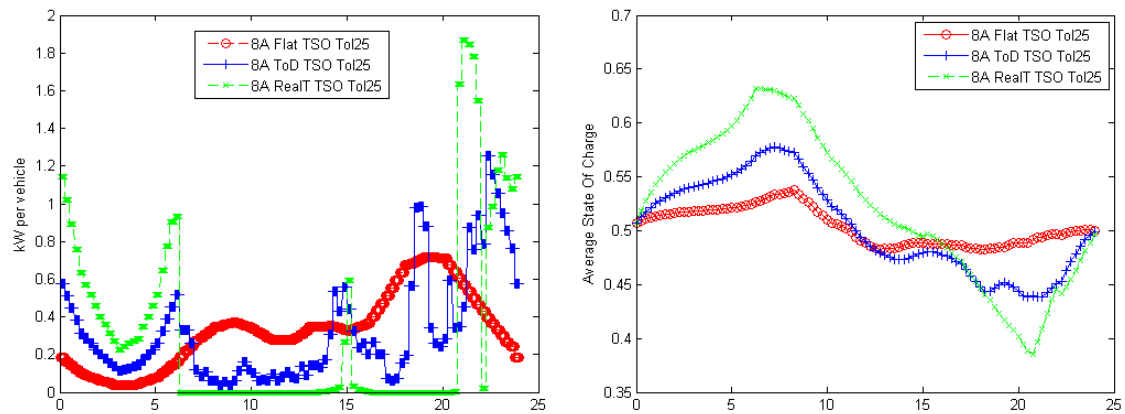 2
1.8
1.6
1.4
1.2
1
0.8
0.6
0.4
0.2
0
0 5 10 15 20 25
kW per vehicle
8A Flat TSO Tol25
8A ToD TSO Tol25
8A RealT TSO Tol25
0.7
0.65
0.6
0.55
0.5
0.45
0.4
0.35
0 5 10 15 20 25
Average State Of Charge
8A Flat TSO Tol25
8A ToD TSO Tol25
8A RealT TSO Tol25